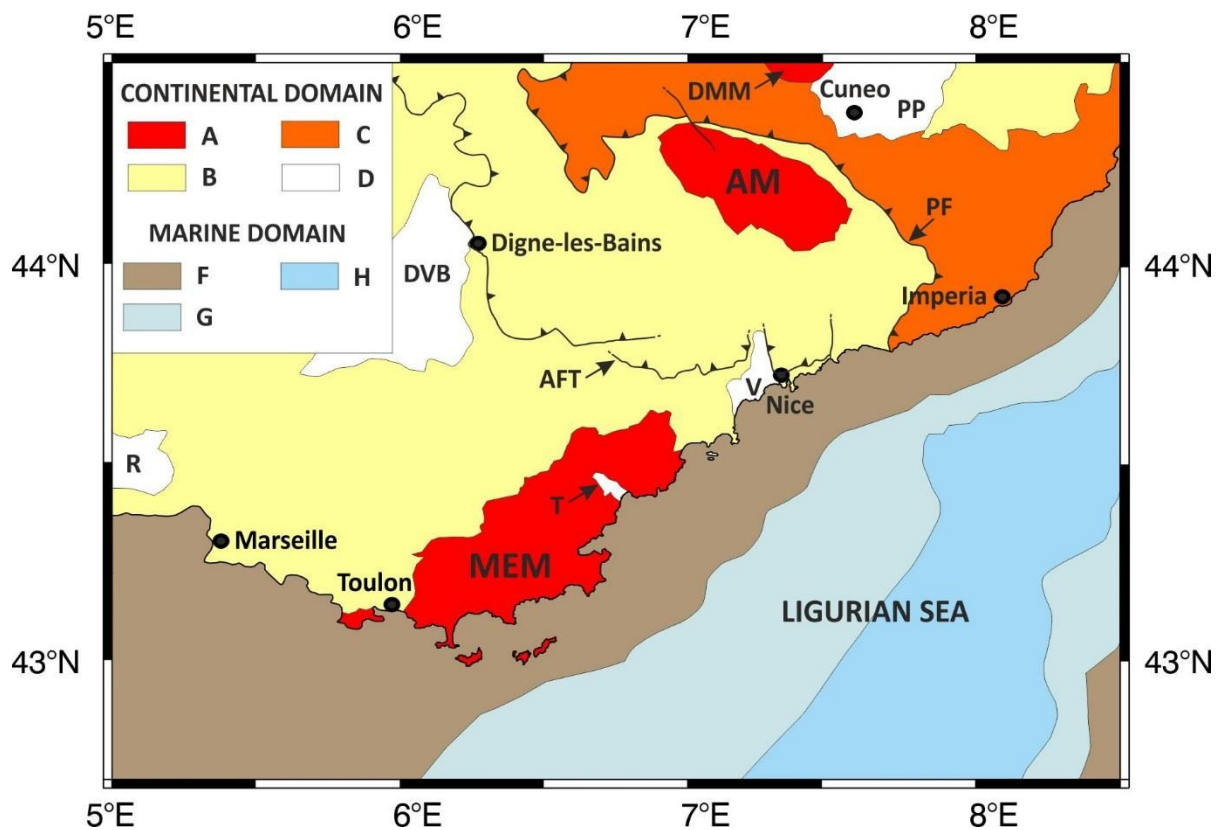 5°E 6°E 7°E 8°E
CONTINENTAL DOMAIN
A C
B D
MARINE DOMAIN
F H
G
DMM
Cuneo
PP
AM
PF
Digne-les-Bains
DVB
44°N 44°N
Imperia
AFT
V
Nice
R
T
Marseille
MEM
Toulon
LIGURIAN SEA
43°N 43°N
5°E 6°E 7°E 8°E